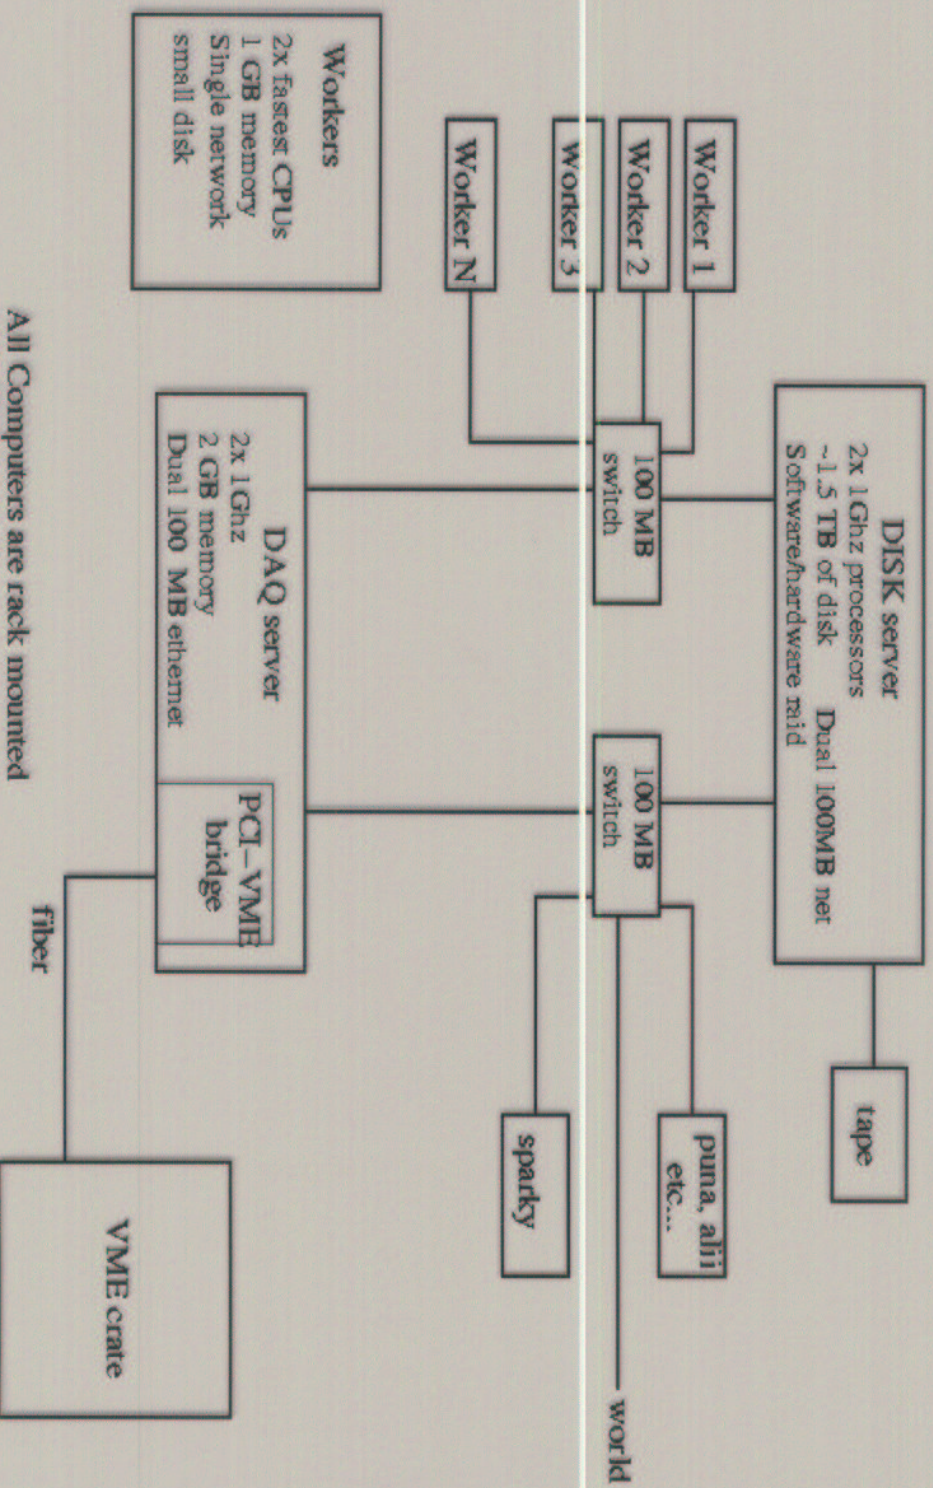 DISK server
2x 1Ghz processors
~1.5 TB of disk Dual 100MB net
Software/hardware raid
tape
Worker 1
Worker 2
Worker 3
Worker N
100 MB
switch
100 MB
switch
puna, alii
etc...
world
sparky
Workers
2x fastest CPUs
1 GB memory
Single network
small disk
DAQ server
2x 1Ghz
2 GB memory
Dual 100 MB ethernet
PCI-VME
bridge
fiber
VME crate
All Computers are rack mounted